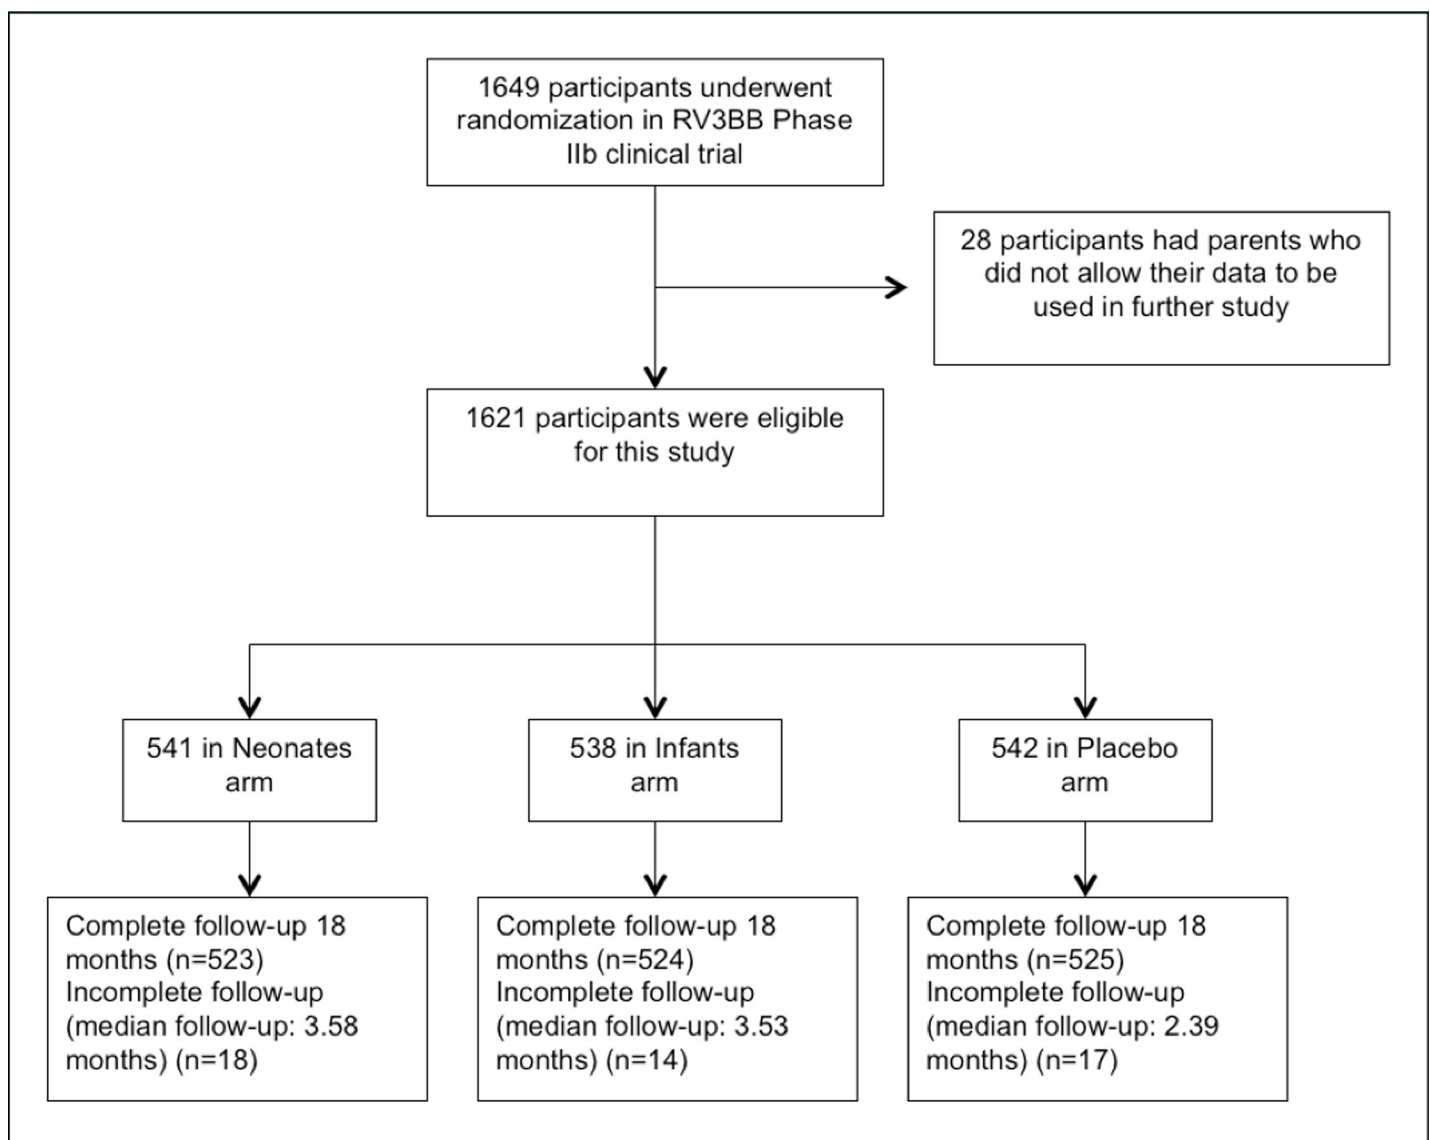 1649 participants underwent
randomization in RV3BB Phase
IIb clinical trial
28 participants had parents who
did not allow their data to be
used in further study
1621 participants were eligible
for this study
541 in Neonates
arm
538 in Infants
arm
542 in Placebo
arm
Complete follow-up 18
months (n=523)
Incomplete follow-up
(median follow-up: 3.58
months) (n=18)
Complete follow-up 18
months (n=524)
Incomplete follow-up
(median follow-up: 3.53
months) (n=14)
Complete follow-up 18
months (n=525)
Incomplete follow-up
(median follow-up: 2.39
months) (n=17)